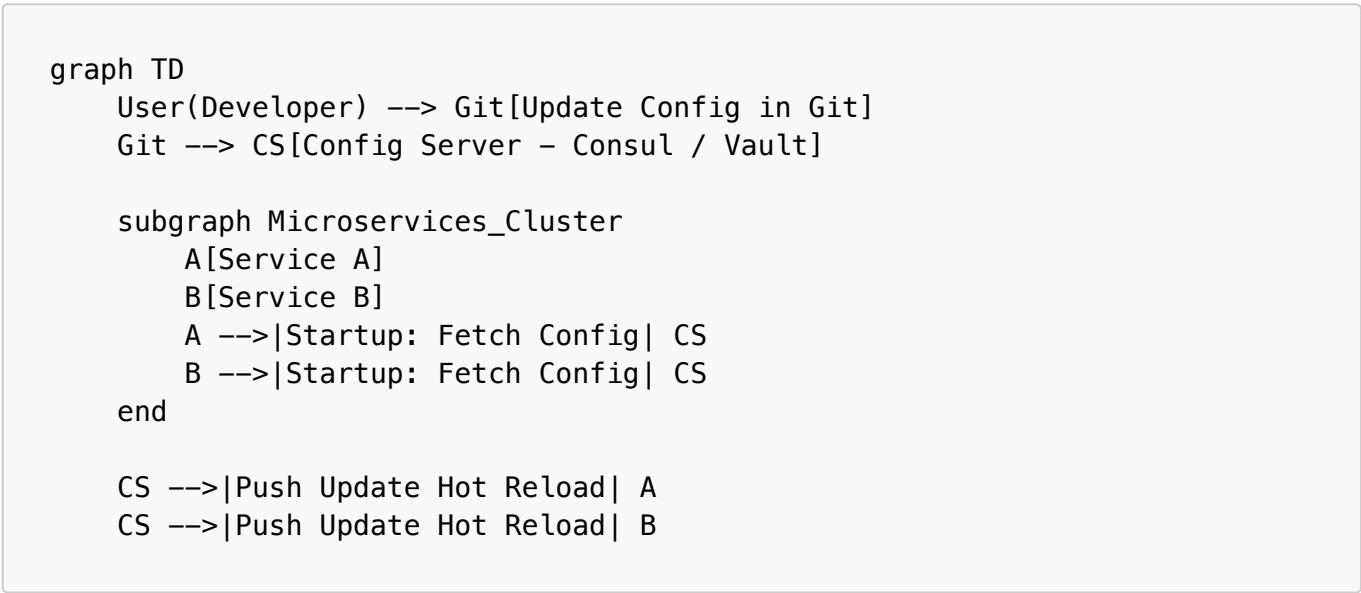 graph TD
    User(Developer) --> Git[Update Config in Git]
    Git --> CS[Config Server - Consul / Vault]

    subgraph Microservices_Cluster
        A[Service A]
        B[Service B]
        A -->|Startup: Fetch Config| CS
        B -->|Startup: Fetch Config| CS
    end

    CS -->|Push Update Hot Reload| A
    CS -->|Push Update Hot Reload| B